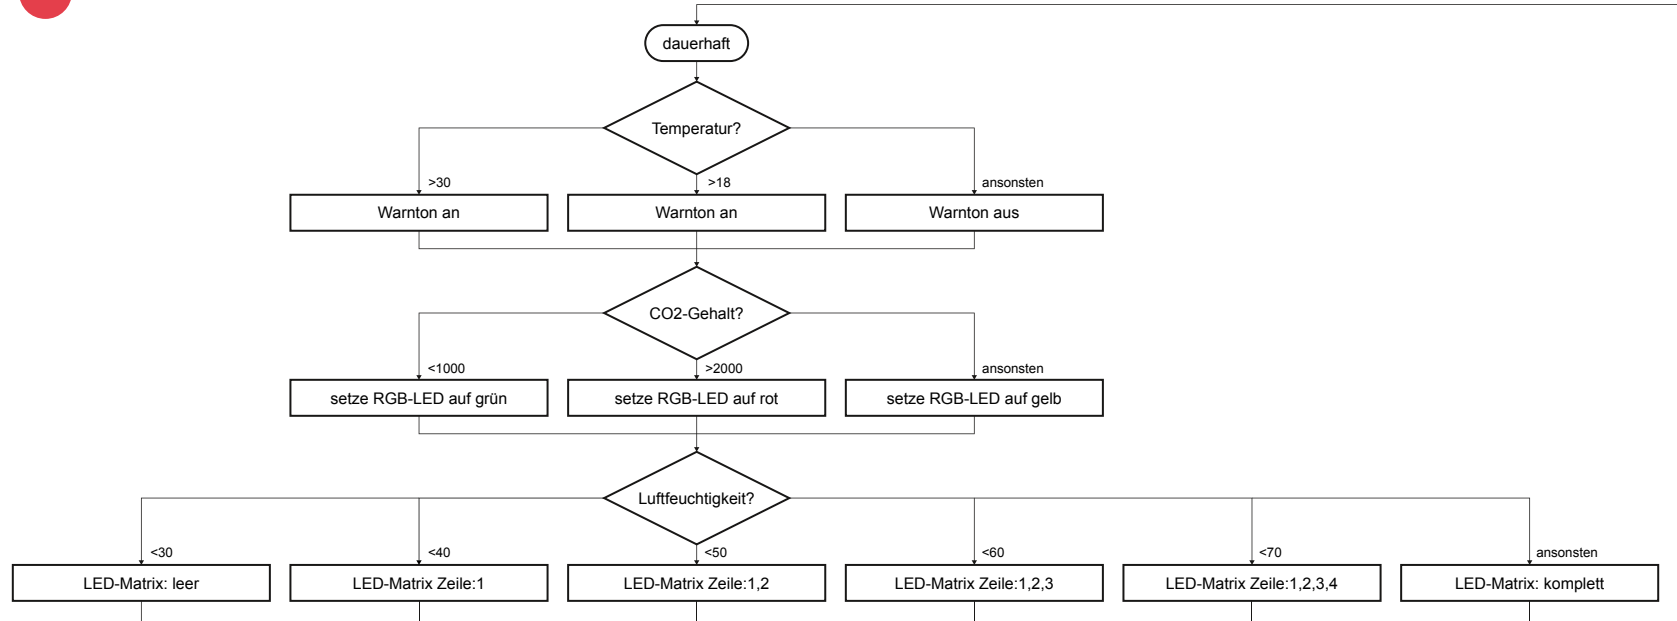 dauerhaft
Temperatur?
>30
>18
ansonsten
Warnton an
Warnton an
Warnton aus
CO2-Gehalt?
<1000
>2000
ansonsten
setze RGB-LED auf grün
setze RGB-LED auf rot
setze RGB-LED auf gelb
Luftfeuchtigkeit?
<30
<40
<50
<60
<70
ansonsten
LED-Matrix: leer
LED-Matrix Zeile:1
LED-Matrix Zeile:1,2
LED-Matrix Zeile:1,2,3
LED-Matrix Zeile:1,2,3,4
LED-Matrix: komplett